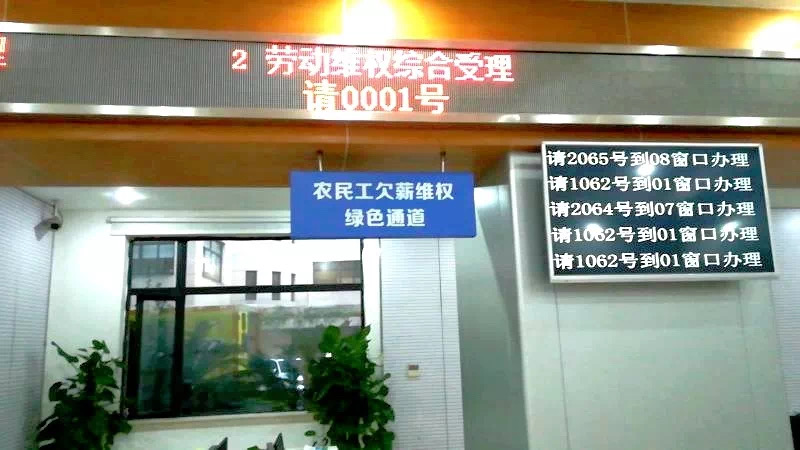 2 劳动维权综合受理
请0001号
农民工欠薪维权
绿色通道
请2065号到08窗口办理
请1062号到01窗口办理
请2064号到07窗口办理
请1062号到01窗口办理
请1062号到01窗口办理